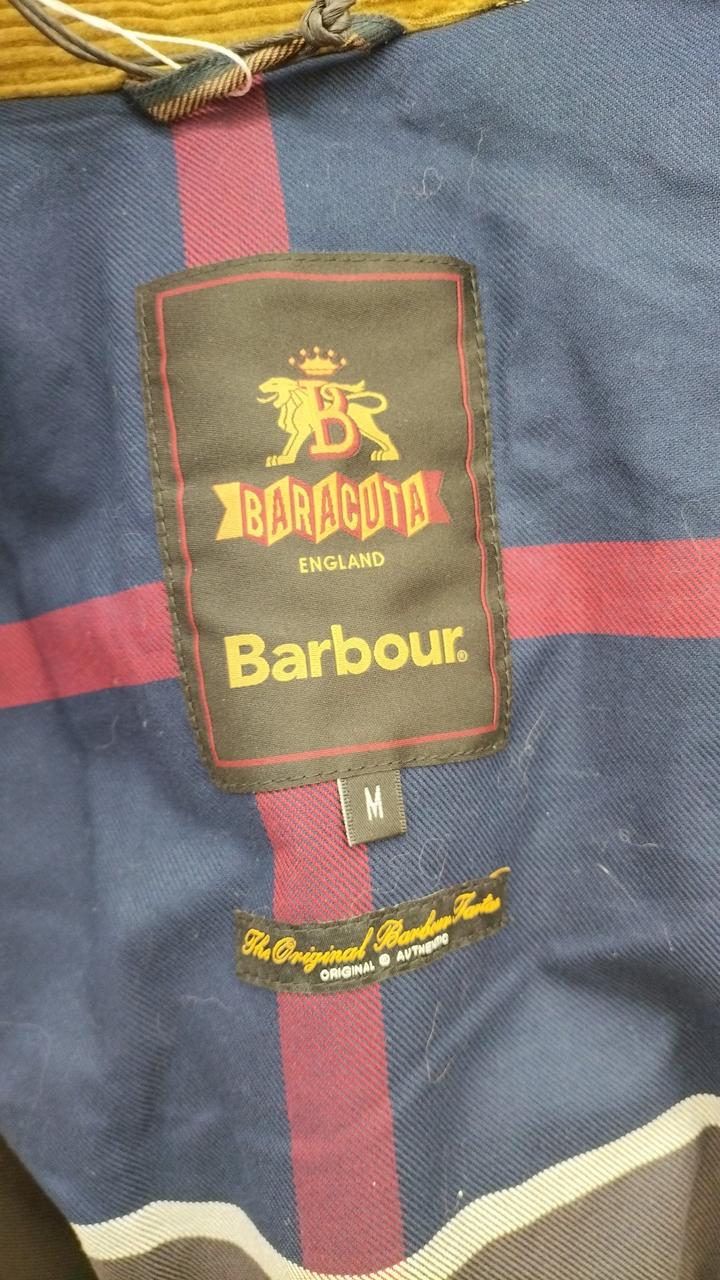 B
BARACUTA
ENGLAND
Barbour®
M
The Original Barbour Tartan
ORIGINAL & AUTHENTIC